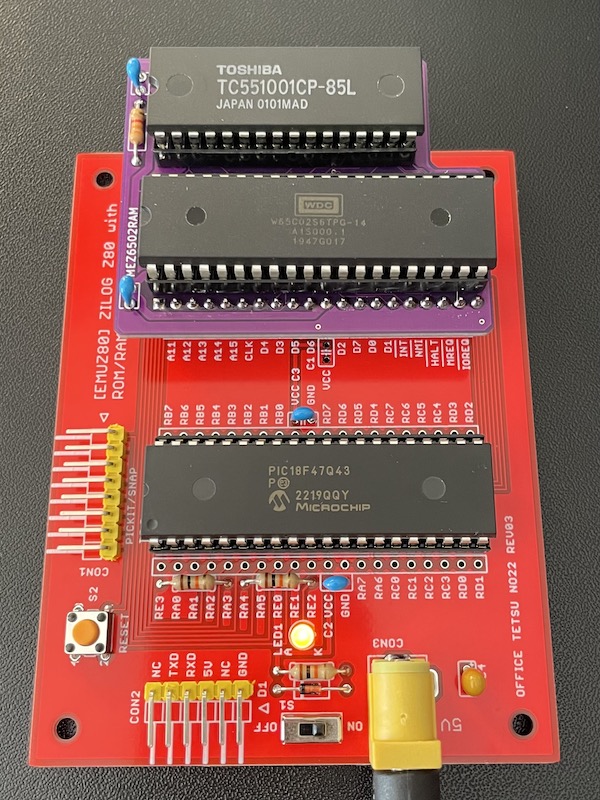 TOSHIBA
TC551001CP-85L
JAPAN 0101MAD
WDC
W65C02S6TPG-14
A1S000.1
1947G017
MEZ6502RAM
[EMUZ80] ZILOG Z80 with
ROM/RAM
A11 A12 A13 A14 A15 CLK D4 D3 D5 D6 D2 D7 D0 D1 INT NMI HALT MREQ IORQ
VCC C3 C1 VCC
GND
RB7 RB6 RB5 RB4 RB3 RB2 RB1 RB0 RD7 RD6 RD5 RD4 RC7 RC6 RC5 RC4 RD3 RD2
PIC18F47Q43
P e3
2219QQY
MICROCHIP
PICKIT/SNAP
CON1
RE3 RA0 RA1 RA2 RA3 RA4 RA5 RE0 RE1 RE2 C2 VCC GND RA7 RA6 RC0 RC1 RC2 RC3 RD0 RD1
S2
RESET
LED1
A K
CON2
NC TXD RXD 5V NC GND
D1
S1
OFF ON
CON3
5V
OFFICE TETSU NO22 REV03